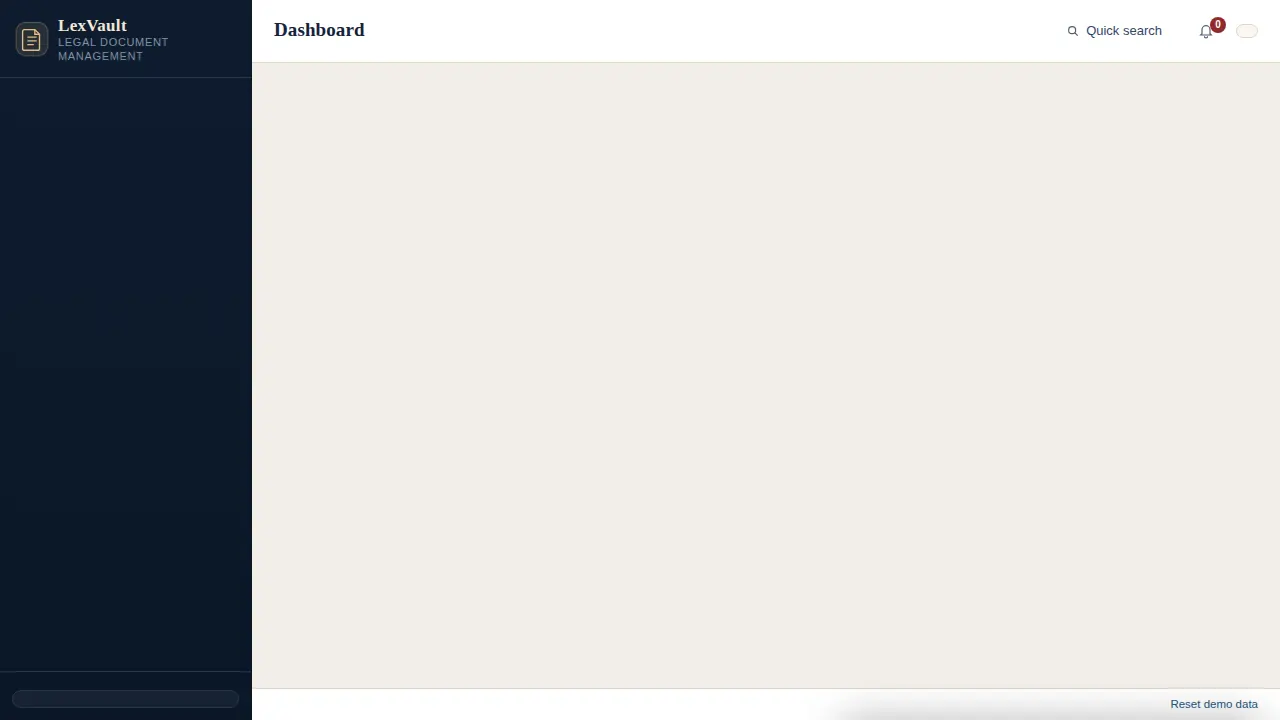 LexVault
LEGAL DOCUMENT
MANAGEMENT
Dashboard
Quick search
0
Reset demo data